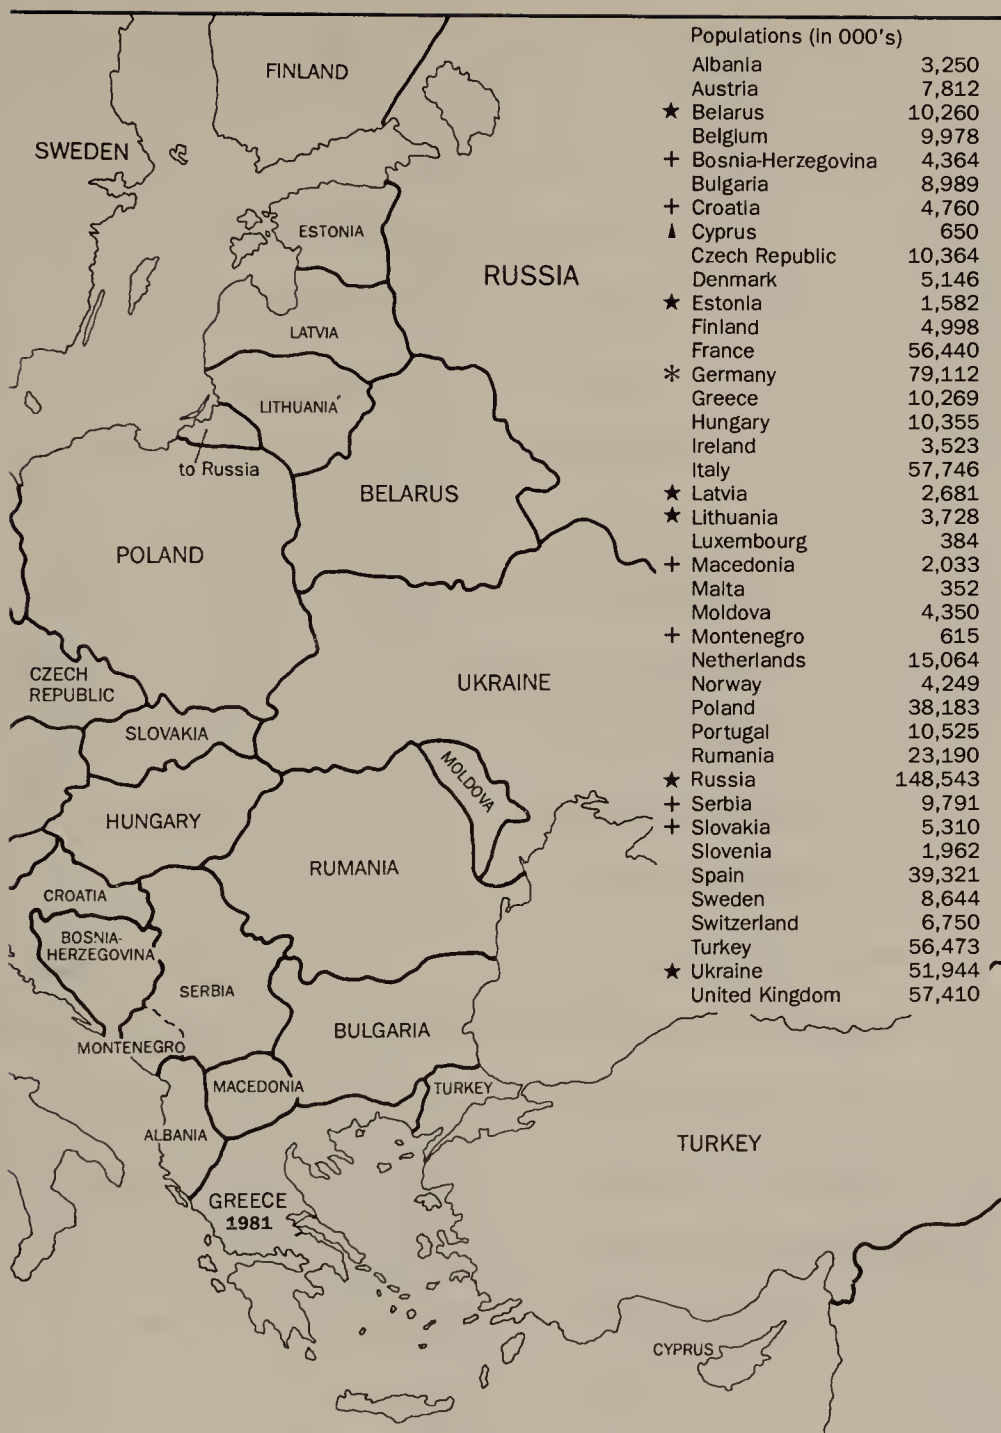 FINLAND
SWEDEN
ESTONIA
RUSSIA
LATVIA
LITHUANIA
to Russia
BELARUS
POLAND
CZECH
REPUBLIC
UKRAINE
SLOVAKIA
MOLDOVA
HUNGARY
RUMANIA
CROATIA
BOSNIA-
HERZEGOVINA
SERBIA
BULGARIA
MONTENEGRO
MACEDONIA
TURKEY
ALBANIA
TURKEY
GREECE
1981
CYPRUS
Populations (in 000's)
Albania 3,250
Austria 7,812
★ Belarus 10,260
Belgium 9,978
+ Bosnia-Herzegovina 4,364
Bulgaria 8,989
+ Croatia 4,760
▲ Cyprus 650
Czech Republic 10,364
Denmark 5,146
★ Estonia 1,582
Finland 4,998
France 56,440
* Germany 79,112
Greece 10,269
Hungary 10,355
Ireland 3,523
Italy 57,746
★ Latvia 2,681
★ Lithuania 3,728
Luxembourg 384
+ Macedonia 2,033
Malta 352
Moldova 4,350
+ Montenegro 615
Netherlands 15,064
Norway 4,249
Poland 38,183
Portugal 10,525
Rumania 23,190
★ Russia 148,543
+ Serbia 9,791
+ Slovakia 5,310
Slovenia 1,962
Spain 39,321
Sweden 8,644
Switzerland 6,750
Turkey 56,473
★ Ukraine 51,944
United Kingdom 57,410